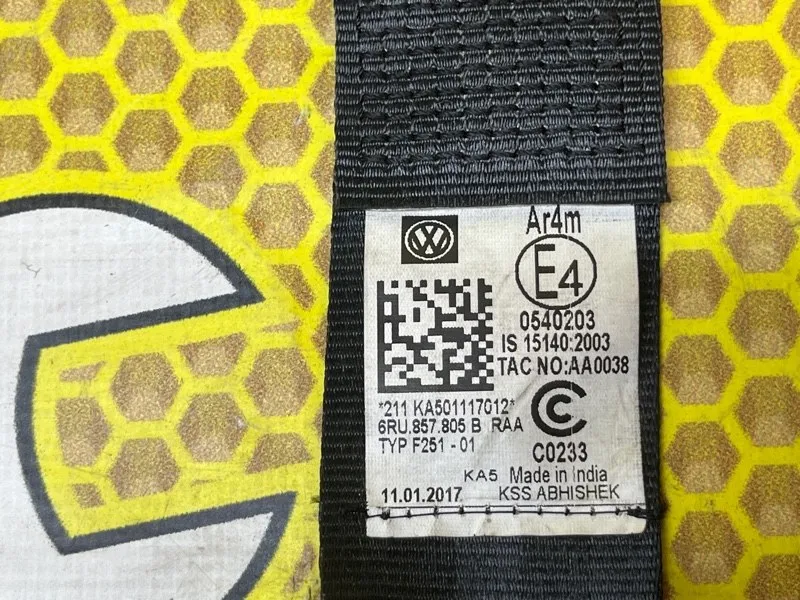 Ar4m
E4
0540203
IS 15140:2003
TAC NO:AA0038
*211 KA501117012*
6RU.857.805 B RAA
TYP F251 - 01
C0233
KA5 Made in India
11.01.2017 KSS ABHISHEK